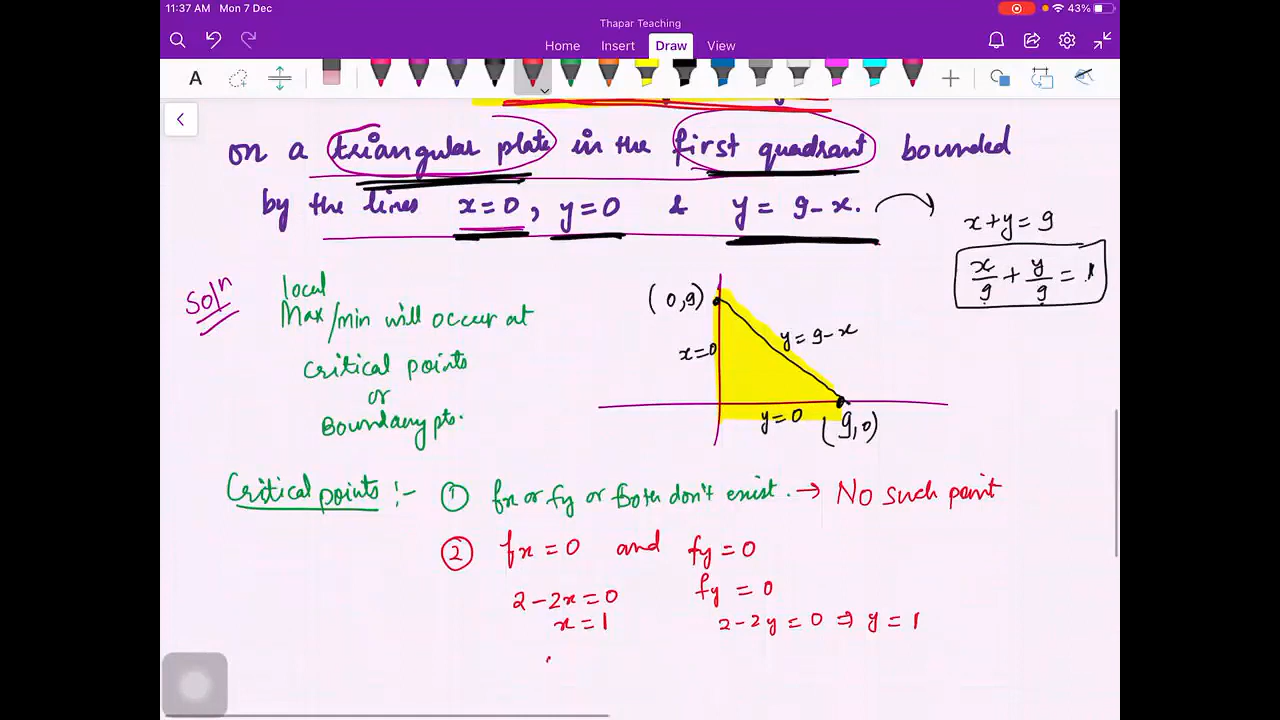 11:37 AM Mon 7 Dec
43%
Thapar Teaching
Home Insert Draw View
A
on a triangular plate in the first quadrant bounded
by the lines x=0, y=0 & y= 9-x.
x+y=9
x/9 + y/9 = 1
Soln
local
Max/min will occur at
Critical points
or
Boundary pts.
(0,9)
x=0
y=9-x
y=0
(9,0)
Critical points :- ① fx or fy or Both don't exist. → No such point
② fx = 0 and fy = 0
2-2x=0
x=1
fy = 0
2-2y = 0 ⇒ y = 1